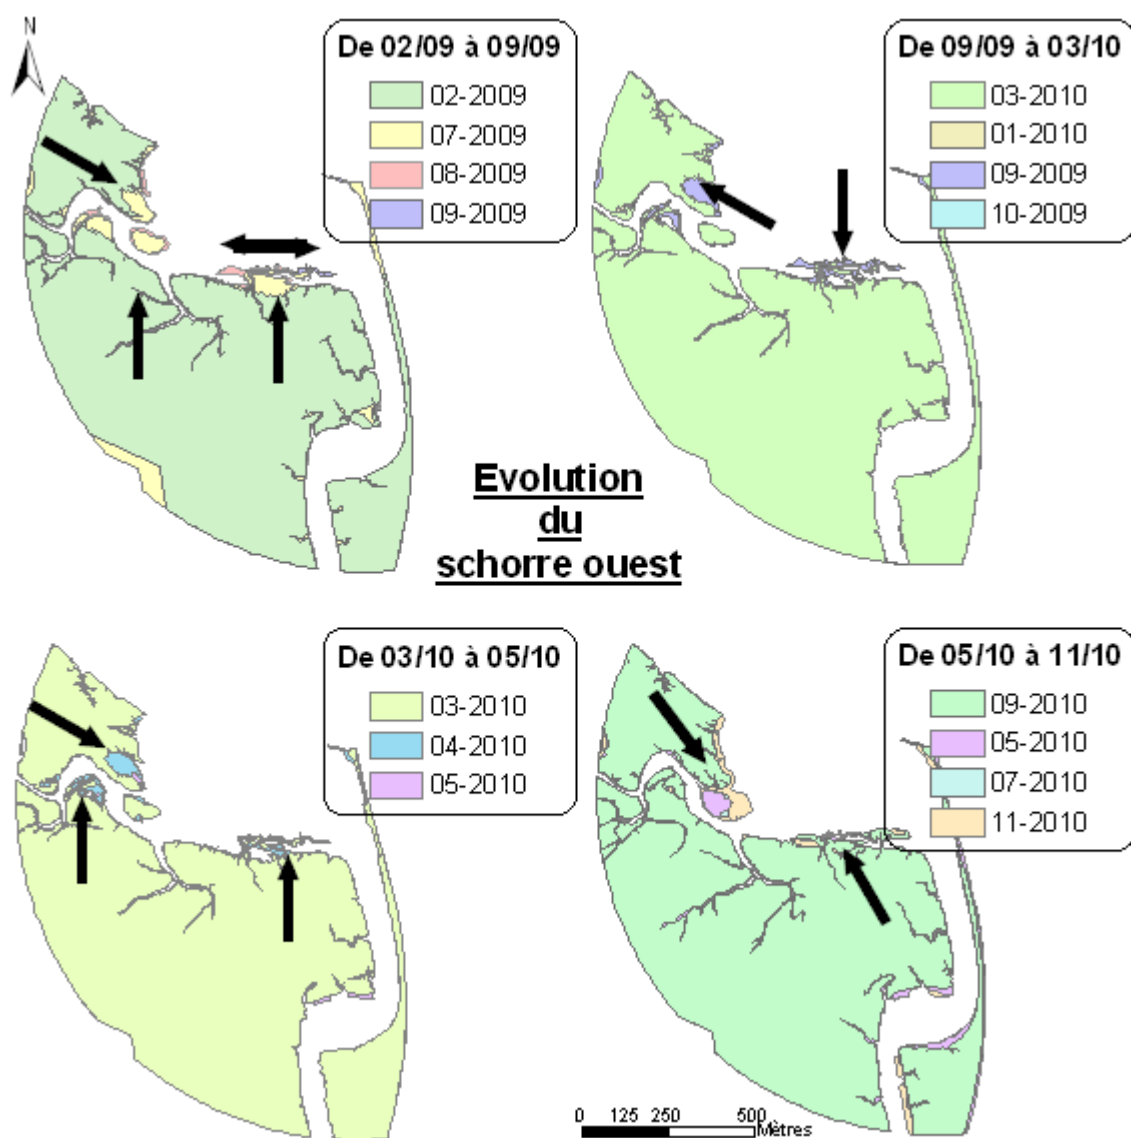 N
De 02/09 à 09/09
02-2009
07-2009
08-2009
09-2009
De 09/09 à 03/10
03-2010
01-2010
09-2009
10-2009
Evolution
du
schorre ouest
De 03/10 à 05/10
03-2010
04-2010
05-2010
De 05/10 à 11/10
09-2010
05-2010
07-2010
11-2010
0 125 250 500
Mètres